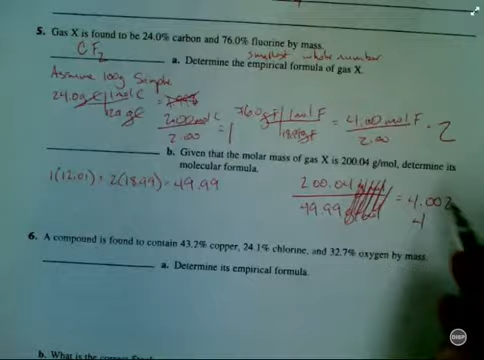 5. Gas X is found to be 24.0% carbon and 76.0% fluorine by mass.
CF2 smallest whole number
a. Determine the empirical formula of gas X.
Assume 100g Sample
24.0g C | 1 mol C =
12.0 g C
2.00 mol C = 1
2.00
76.0g F | 1 mol F = 4.00 mol F = 2
2.00
b. Given that the molar mass of gas X is 200.04 g/mol, determine its
molecular formula.
1(12.01) + 2(18.99) = 49.99
200.04 = 4.002
49.99
4
6. A compound is found to contain 43.2% copper, 24.1% chlorine, and 32.7% oxygen by mass.
a. Determine its empirical formula.
b. What is the correct
DISP